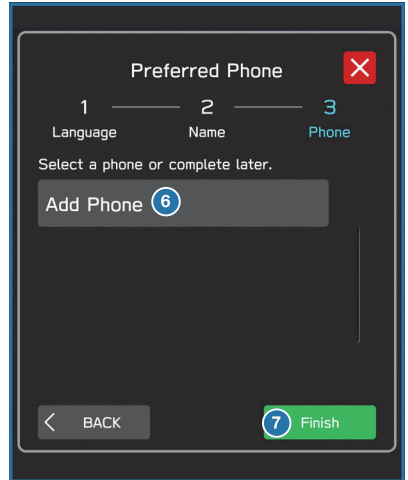 Preferred Phone
1 2 3
Language Name Phone
Select a phone or complete later.
Add Phone 6
BACK 7 Finish